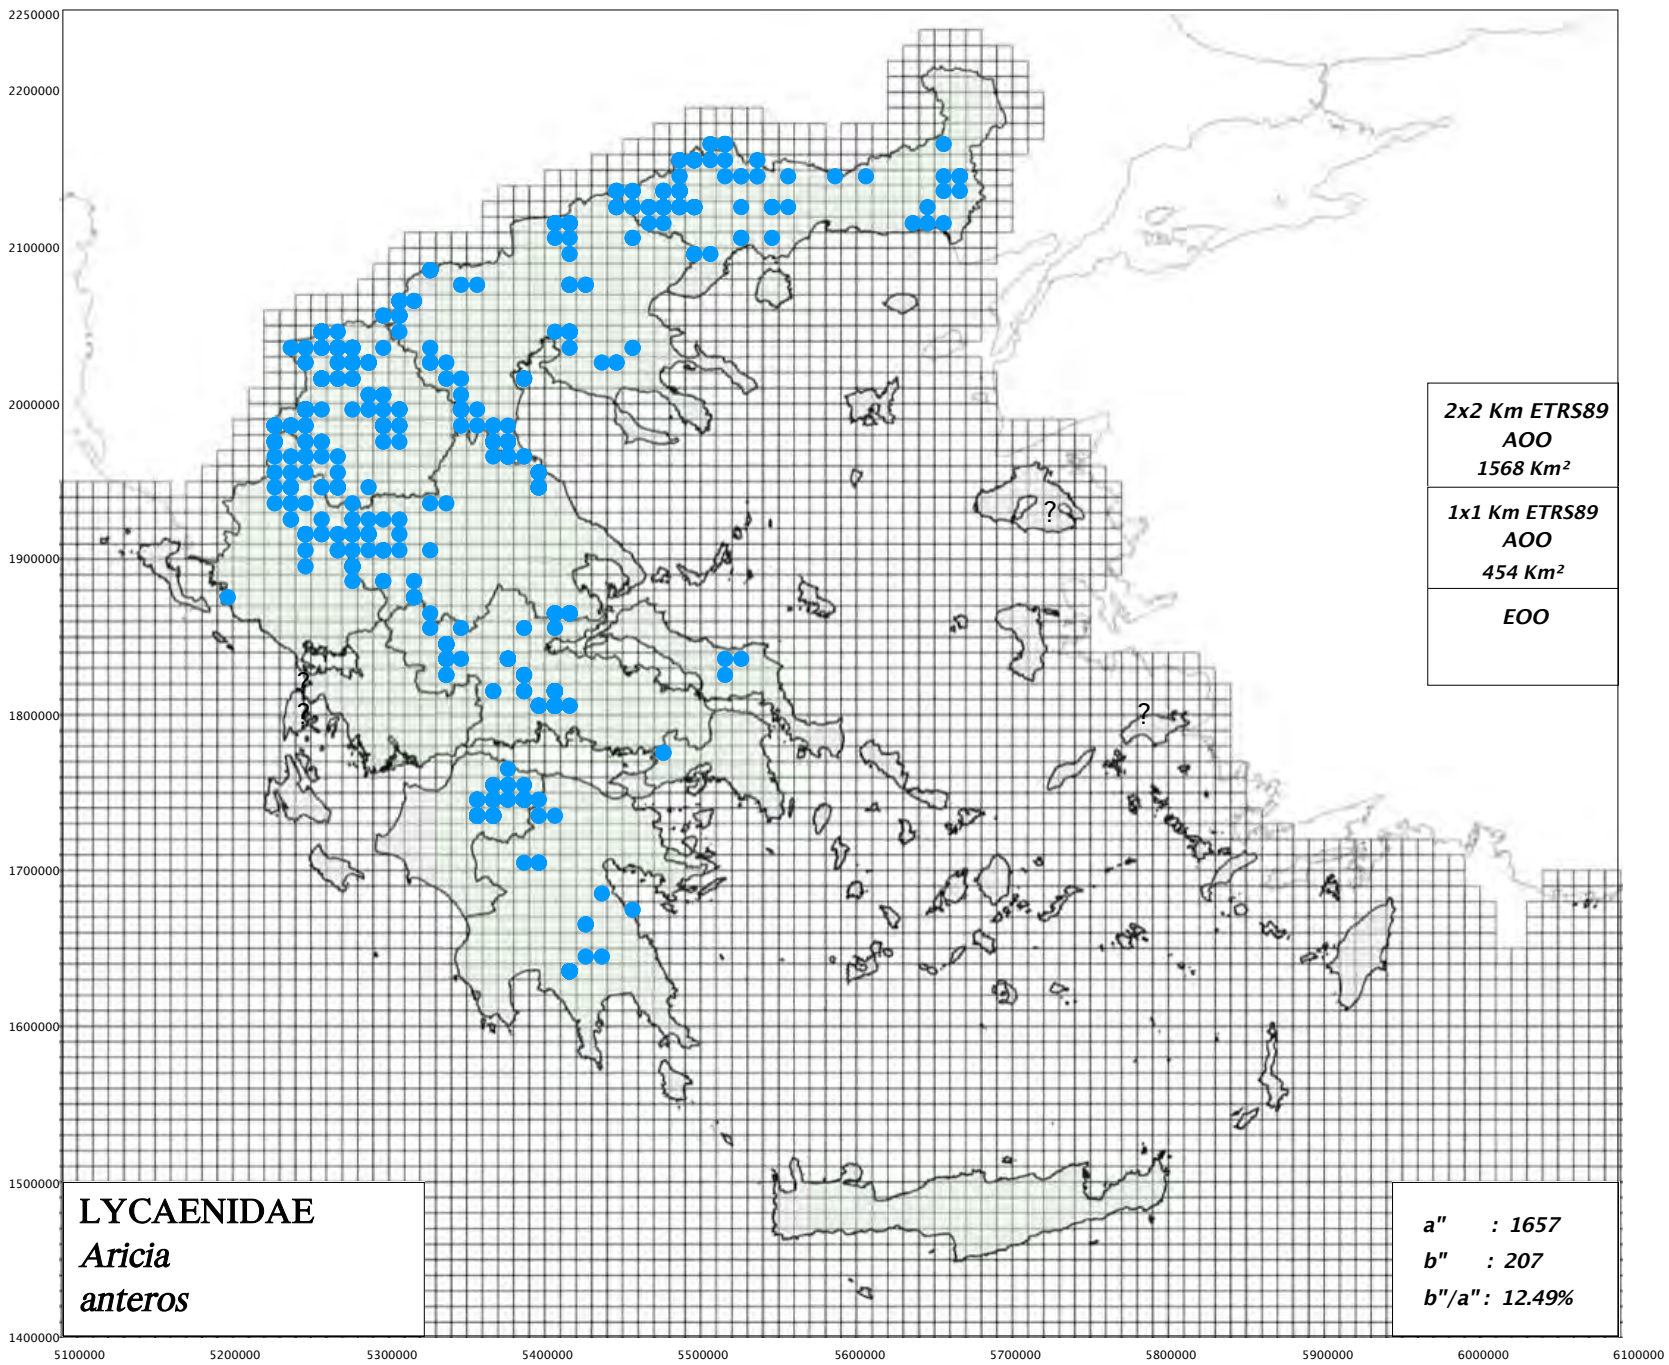 2250000
2200000
2100000
2000000
1900000
1800000
1700000
1600000
1500000
1400000
5100000 5200000 5300000 5400000 5500000 5600000 5700000 5800000 5900000 6000000 6100000
2x2 Km ETRS89
AOO
1568 Km²
1x1 Km ETRS89
AOO
454 Km²
EOO
?
?
?
?
LYCAENIDAE
Aricia
anteros
a" : 1657
b" : 207
b"/a" : 12.49%